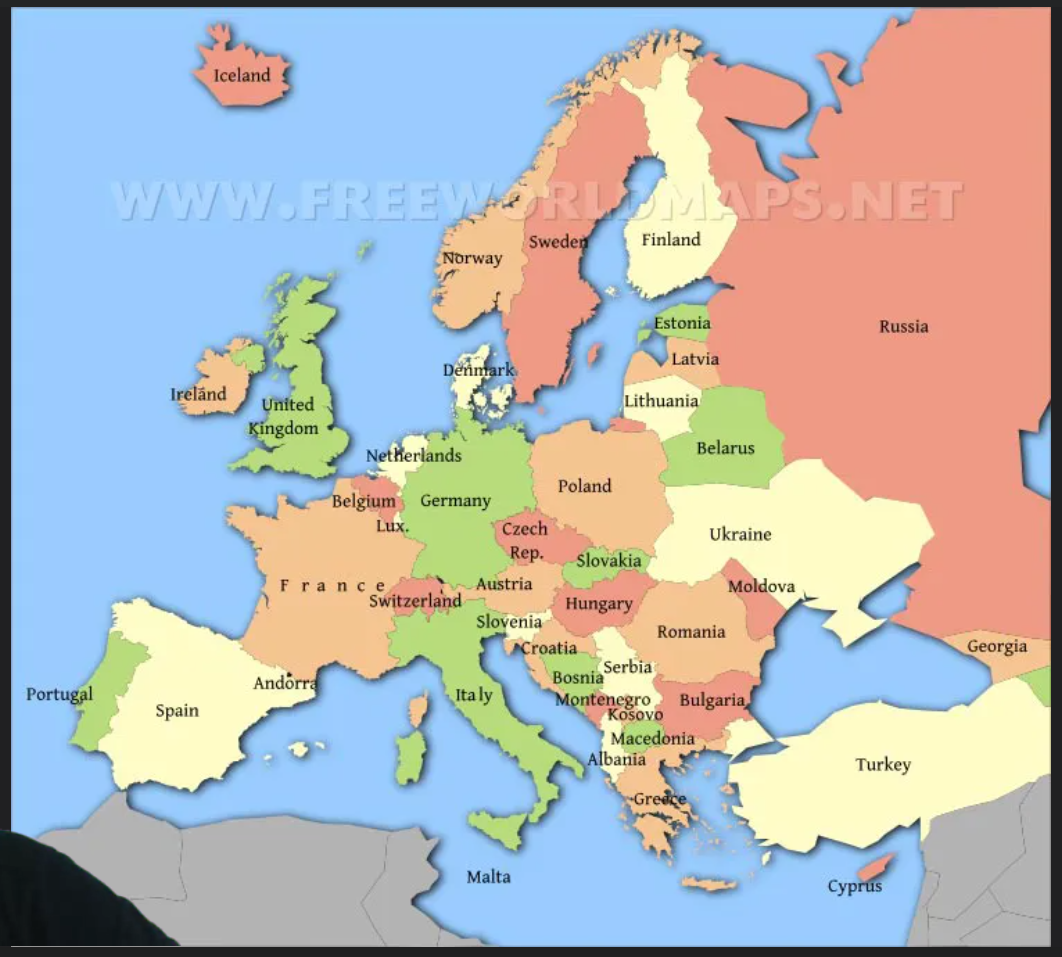 Iceland
WWW.FREEWORLDMAPS.NET
Norway
Sweden
Finland
Russia
Estonia
Latvia
Lithuania
Denmark
Ireland
United
Kingdom
Netherlands
Belarus
Belgium
Germany
Poland
Lux.
Czech
Rep.
Ukraine
Slovakia
France
Switzerland
Austria
Moldova
Hungary
Slovenia
Romania
Croatia
Georgia
Serbia
Bosnia
Andorra
Portugal
Spain
Italy
Montenegro
Bulgaria
Kosovo
Macedonia
Albania
Turkey
Greece
Malta
Cyprus